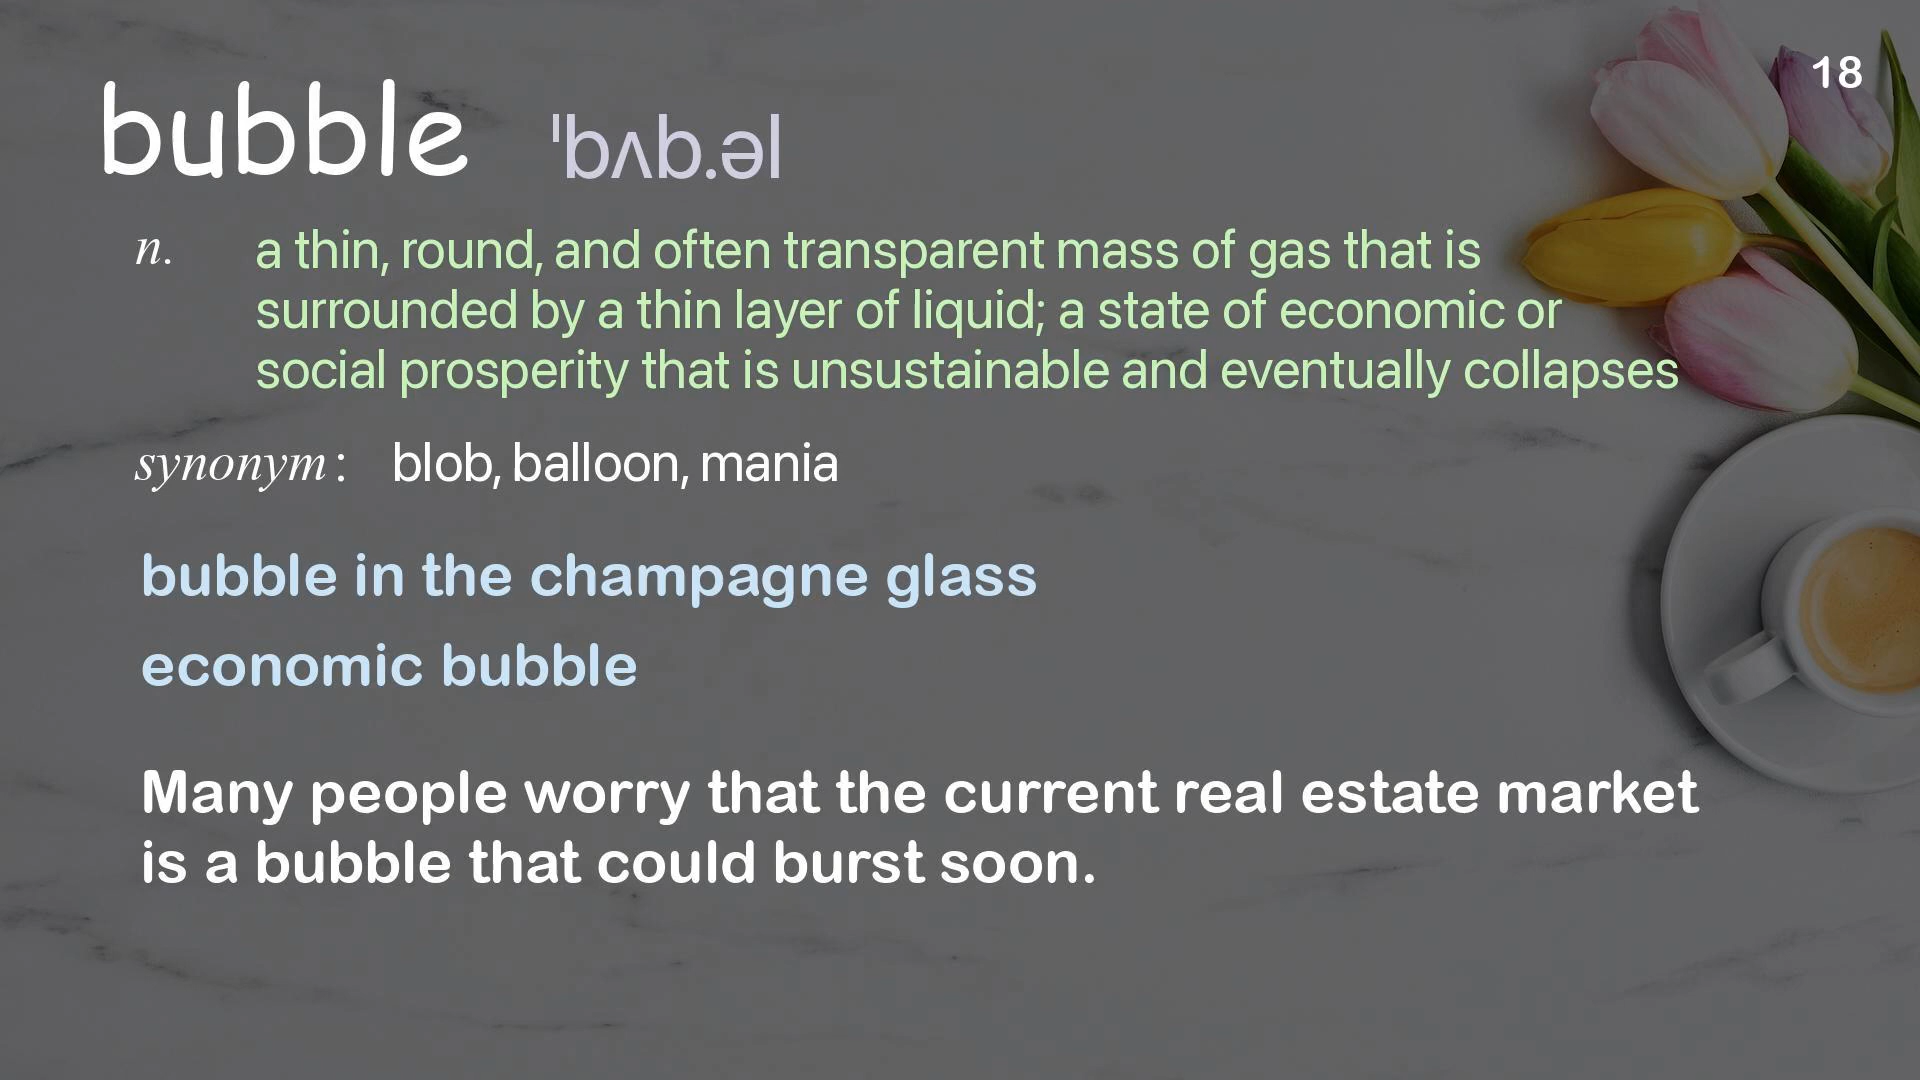 18
bubble ˈbʌb.əl
n. a thin, round, and often transparent mass of gas that is
surrounded by a thin layer of liquid; a state of economic or
social prosperity that is unsustainable and eventually collapses
synonym: blob, balloon, mania
bubble in the champagne glass
economic bubble
Many people worry that the current real estate market
is a bubble that could burst soon.